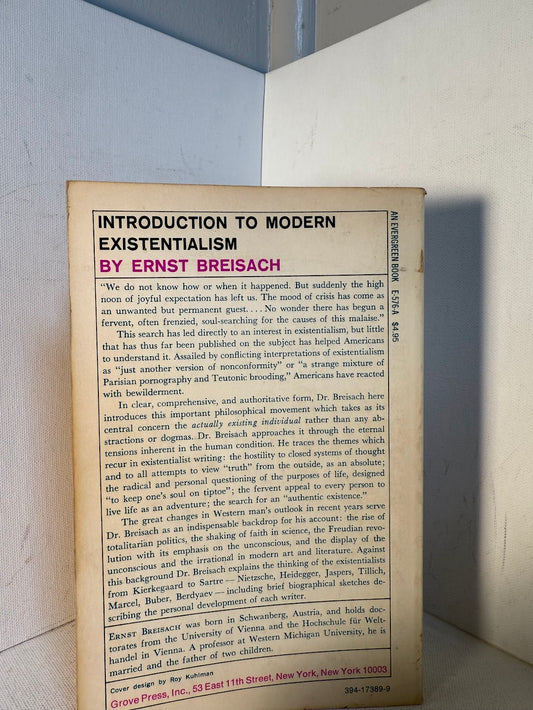 INTRODUCTION TO MODERN
EXISTENTIALISM
BY ERNST BREISACH
"We do not know how or when it happened. But suddenly the high
noon of joyful expectation has left us. The mood of crisis has come as
an unwanted but permanent guest. . . . No wonder there has begun a
fervent, often frenzied, soul-searching for the causes of this malaise."
This search has led directly to an interest in existentialism, but little
that has thus far been published on the subject has helped Americans
to understand it. Assailed by conflicting interpretations of existentialism
as "just another version of nonconformity" or "a strange mixture of
Parisian pornography and Teutonic brooding," Americans have reacted
with bewilderment.
In clear, comprehensive, and authoritative form, Dr. Breisach here
introduces this important philosophical movement which takes as its
central concern the actually existing individual rather than any ab-
stractions or dogmas. Dr. Breisach approaches it through the eternal
tensions inherent in the human condition. He traces the themes which
recur in existentialist writing: the hostility to closed systems of thought
and to all attempts to view "truth" from the outside, as an absolute;
the radical and personal questioning of the purposes of life, designed
"to keep one's soul on tiptoe"; the fervent appeal to every person to
live life as an adventure; the search for an "authentic existence."
The great changes in Western man's outlook in recent years serve
Dr. Breisach as an indispensable backdrop for his account: the rise of
totalitarian politics, the shaking of faith in science, the Freudian revo-
lution with its emphasis on the unconscious, and the display of the
unconscious and the irrational in modern art and literature. Against
this background Dr. Breisach explains the thinking of the existentialists
from Kierkegaard to Sartre — Nietzsche, Heidegger, Jaspers, Tillich,
Marcel, Buber, Berdyaev — including brief biographical sketches de-
scribing the personal development of each writer.
ERNST BREISACH was born in Schwanberg, Austria, and holds doc-
torates from the University of Vienna and the Hochschule für Welt-
handel in Vienna. A professor at Western Michigan University, he is
married and the father of two children.
Cover design by Roy Kuhlman
Grove Press, Inc., 53 East 11th Street, New York, New York 10003
394-17389-9
AN EVERGREEN BOOK E-576-A $4.95